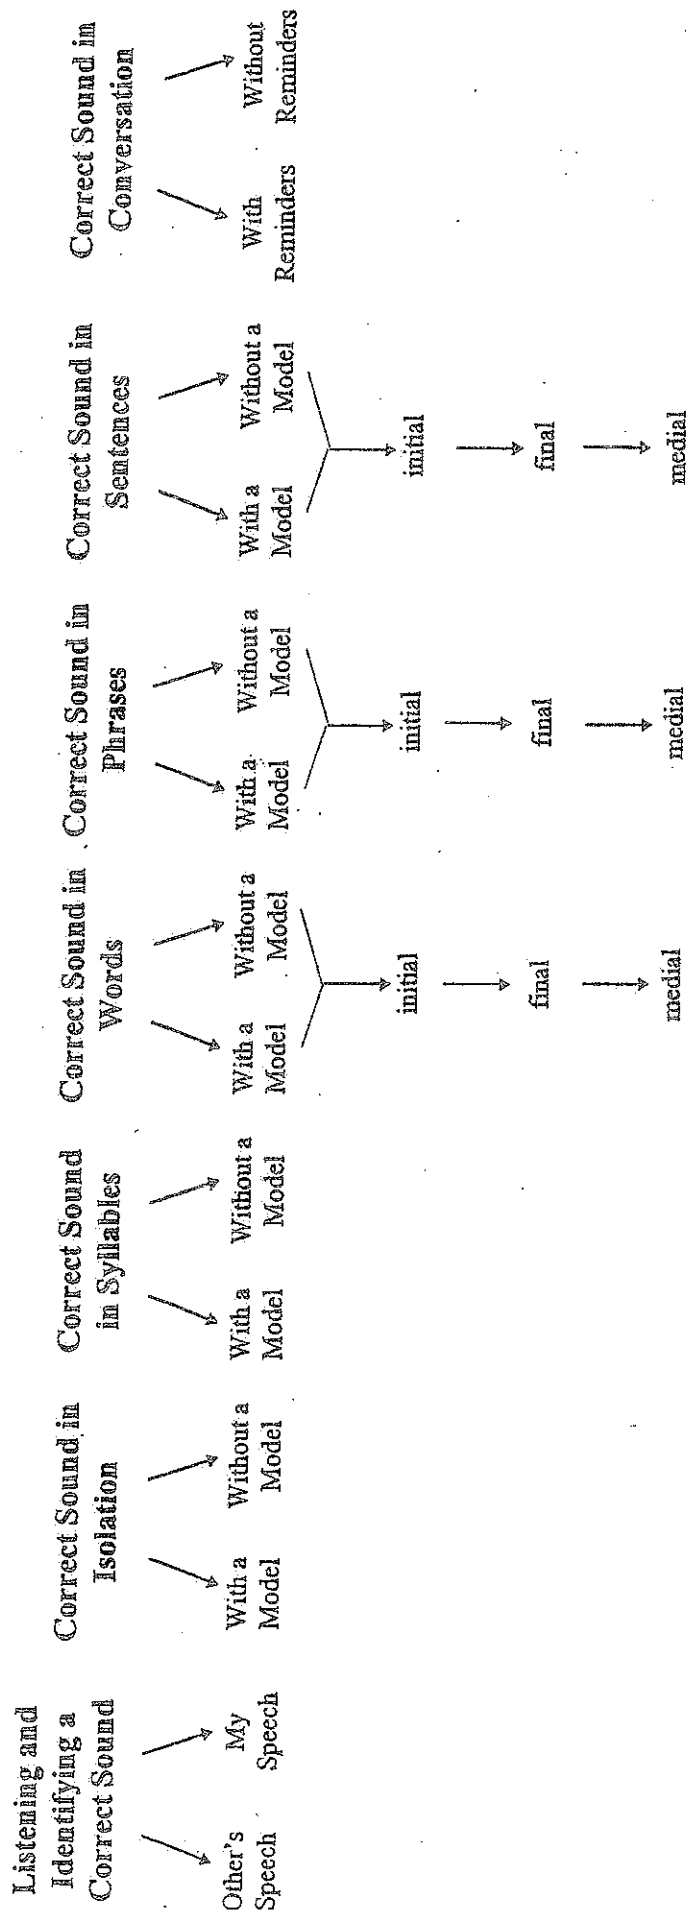 Listening and
Identifying a
Correct Sound
Other's
Speech
My
Speech
Correct Sound in
Isolation
With a
Model
Without a
Model
Correct Sound
in Syllables
With a
Model
Without a
Model
Correct Sound in
Words
With a
Model
Without a
Model
initial
final
medial
Correct Sound in
Phrases
With a
Model
Without a
Model
initial
final
medial
Correct Sound in
Sentences
With a
Model
Without a
Model
initial
final
medial
Correct Sound in
Conversation
With
Reminders
Without
Reminders